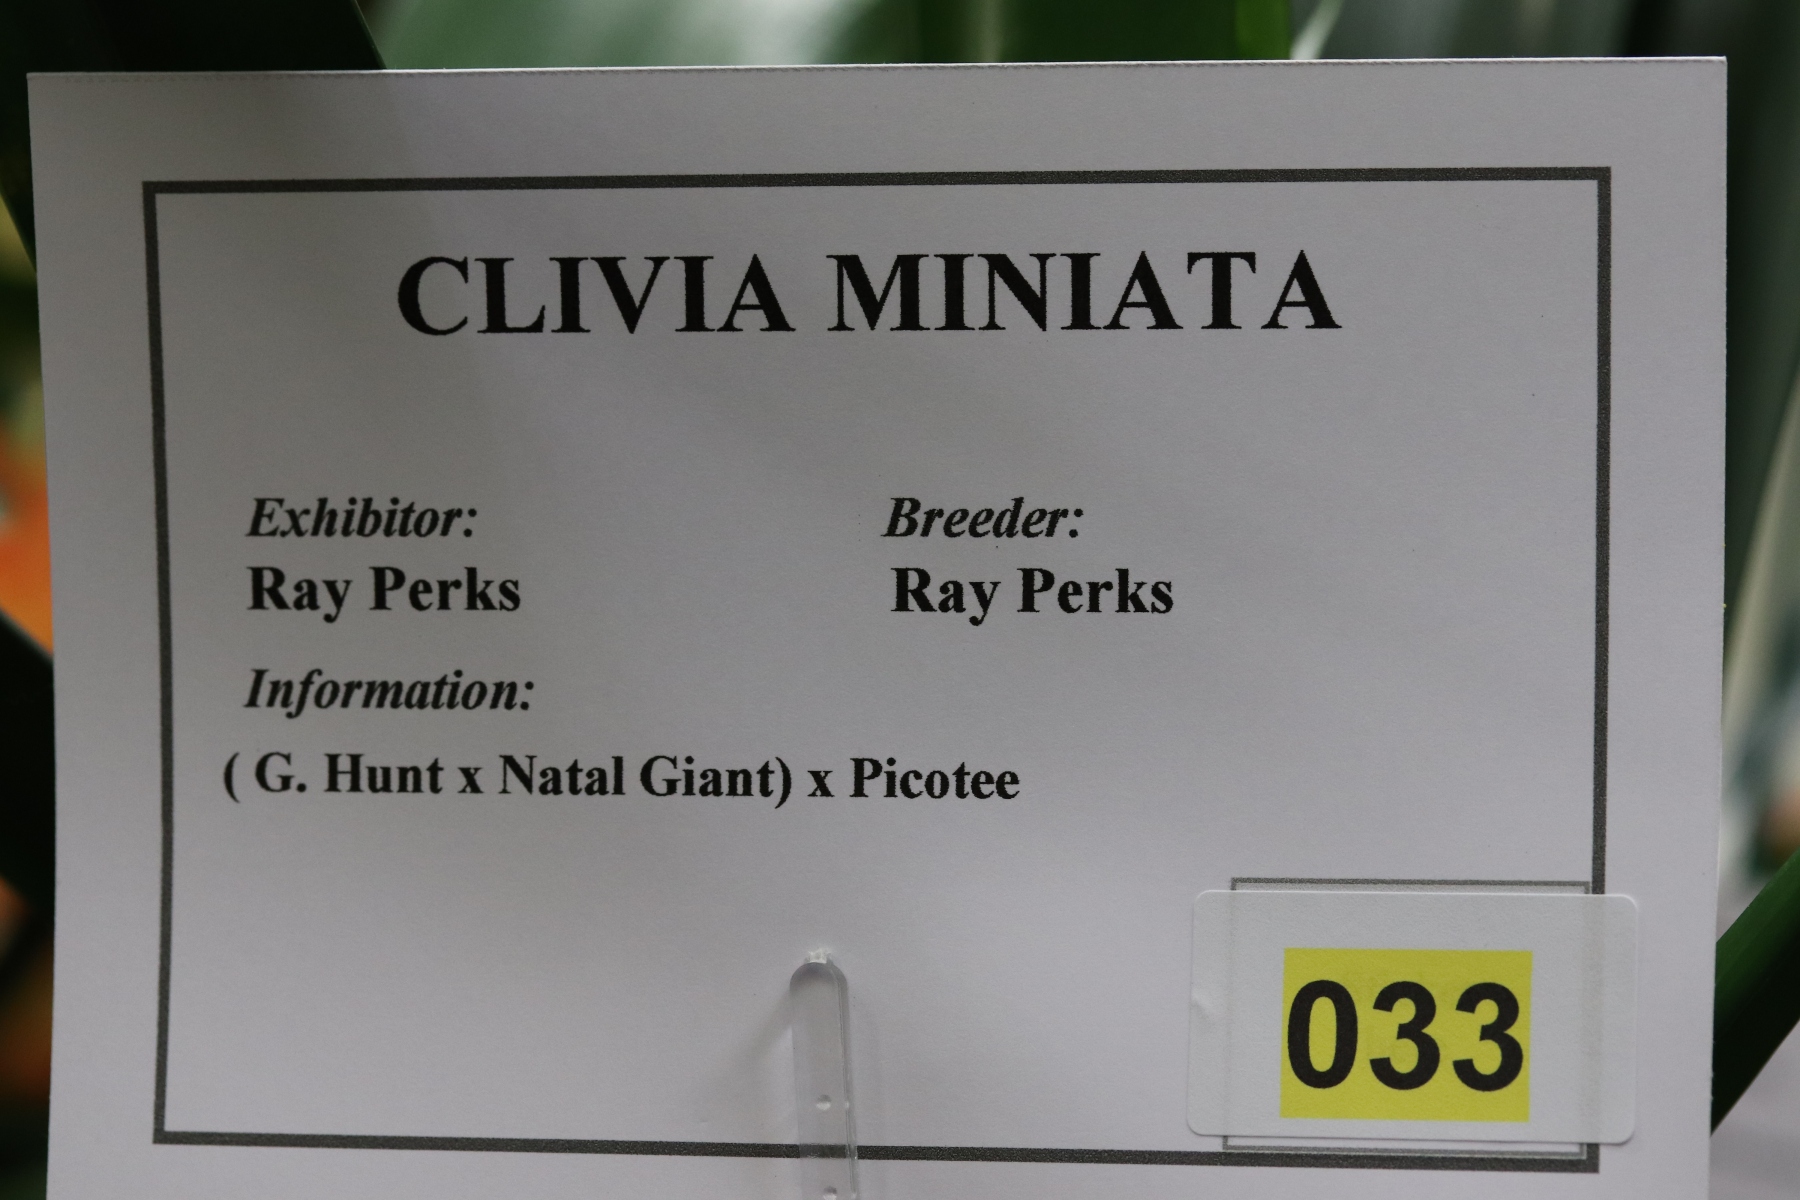 CLIVIA MINIATA
Exhibitor: Breeder:
Ray Perks Ray Perks
Information:
( G. Hunt x Natal Giant) x Picotee
033